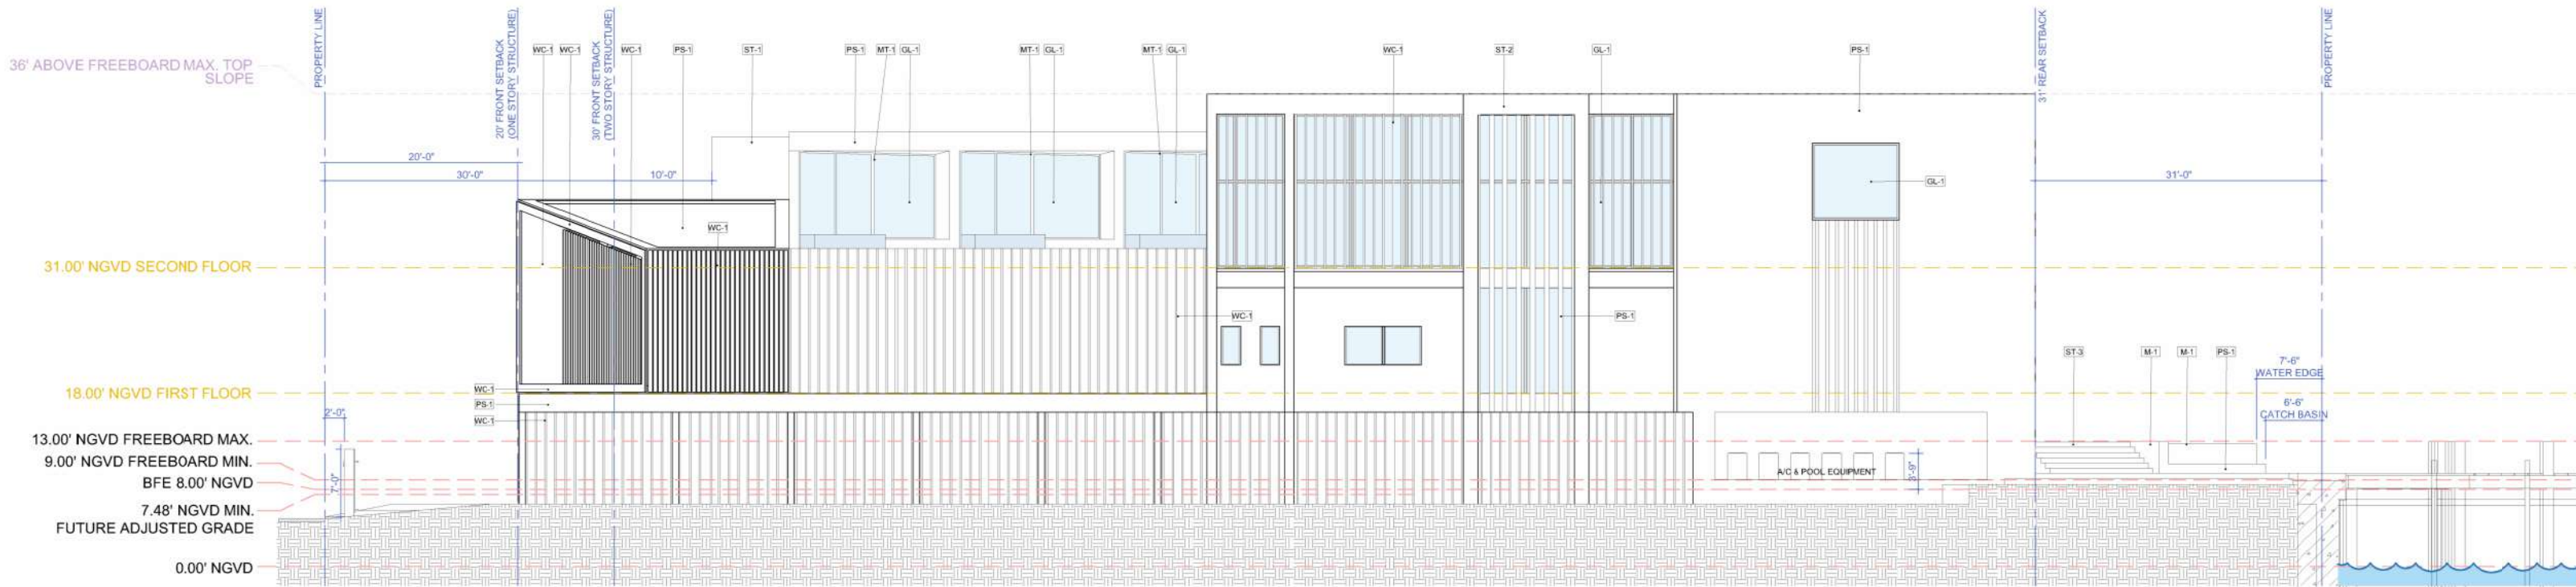 PROPERTY LINE
20' FRONT SETBACK
(ONE STORY STRUCTURE)
30' FRONT SETBACK
(TWO STORY STRUCTURE)
31' REAR SETBACK
PROPERTY LINE
WC-1 WC-1 WC-1 PS-1 ST-1 PS-1 MT-1 GL-1 MT-1 GL-1 MT-1 GL-1 WC-1 ST-2 GL-1 PS-1
36' ABOVE FREEBOARD MAX. TOP
SLOPE
20'-0"
30'-0" 10'-0" 31'-0"
GL-1
WC-1
31.00' NGVD SECOND FLOOR
WC-1 PS-1
ST-3 M-1 M-1 PS-1
7'-6"
WATER EDGE
18.00' NGVD FIRST FLOOR
WC-1
PS-1
WC-1
6'-6"
CATCH BASIN
2'-0"
13.00' NGVD FREEBOARD MAX.
9.00' NGVD FREEBOARD MIN.
BFE 8.00' NGVD
7'-0"
A/C & POOL EQUIPMENT
3'-9"
7.48' NGVD MIN.
FUTURE ADJUSTED GRADE
0.00' NGVD